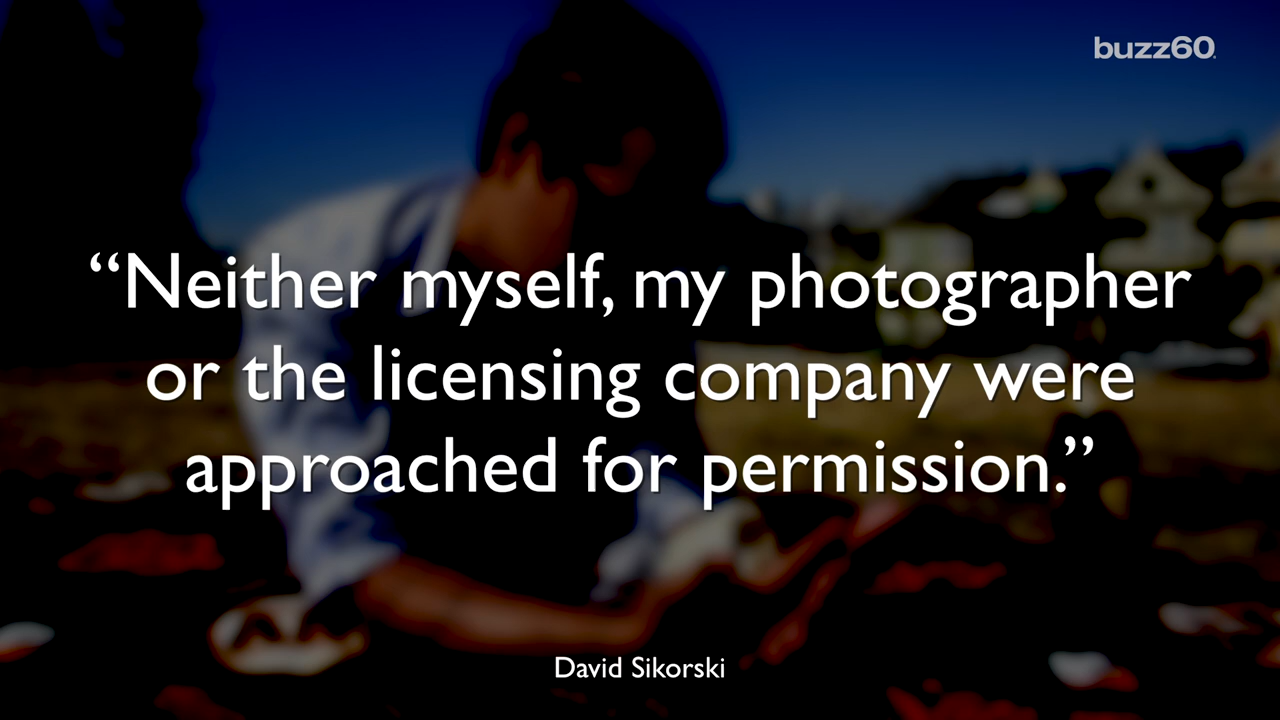 buzz60
“Neither myself, my photographer
or the licensing company were
approached for permission.”
David Sikorski